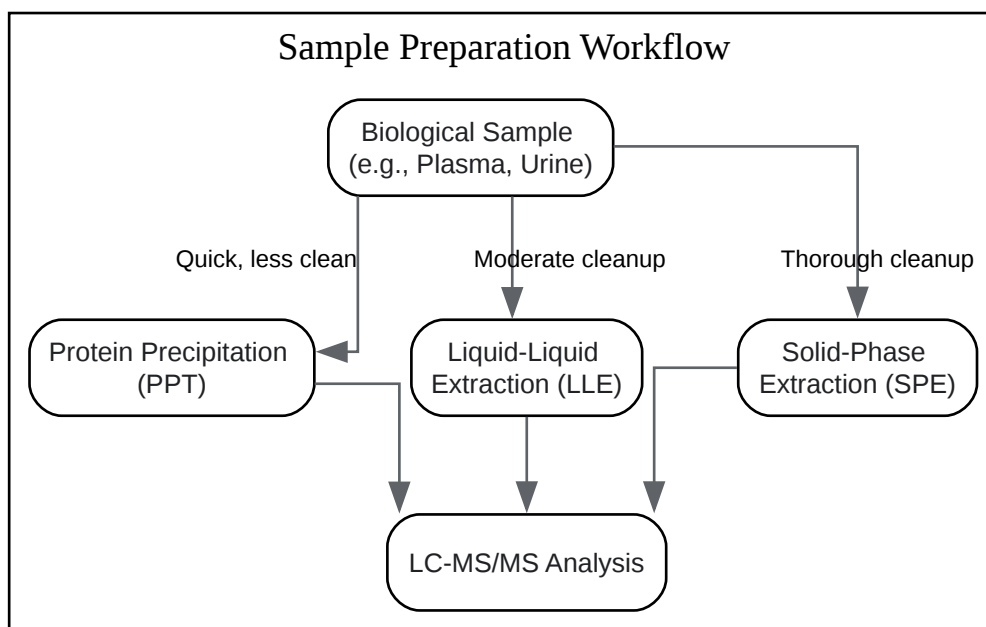 Sample Preparation Workflow
Biological Sample
(e.g., Plasma, Urine)
Quick, less clean
Moderate cleanup
Thorough cleanup
Protein Precipitation
(PPT)
Liquid-Liquid
Extraction (LLE)
Solid-Phase
Extraction (SPE)
LC-MS/MS Analysis